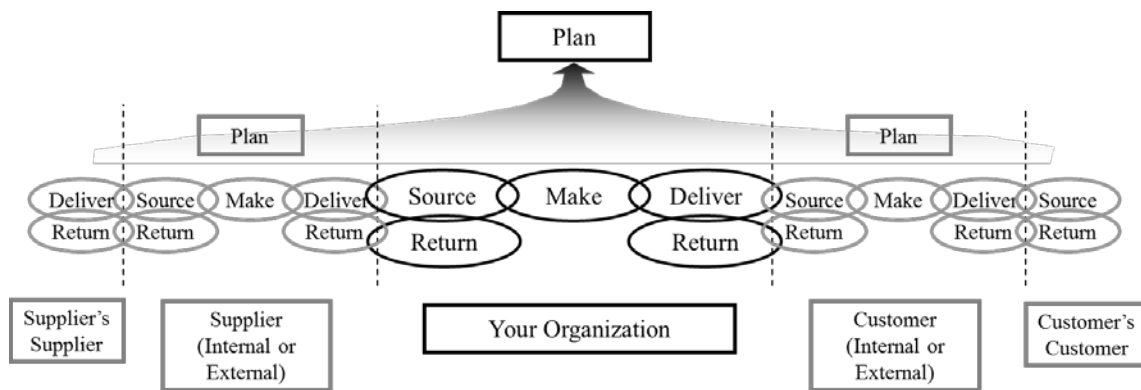 Plan
Plan
Plan
Deliver Source Make Deliver Source Make Deliver Source Make Deliver Source
Return Return Return Return Return Return Return Return
Supplier's
Supplier
Supplier
(Internal or
External)
Your Organization
Customer
(Internal or
External)
Customer's
Customer